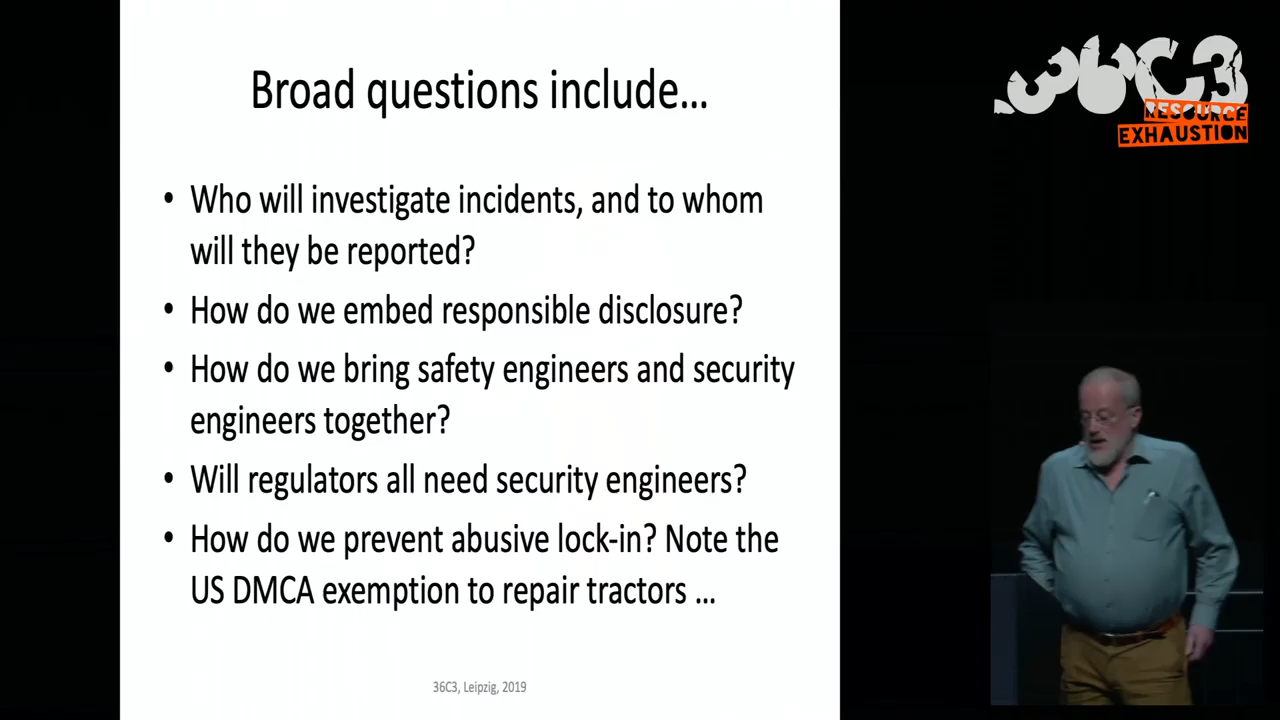 Broad questions include...
• Who will investigate incidents, and to whom
will they be reported?
• How do we embed responsible disclosure?
• How do we bring safety engineers and security
engineers together?
• Will regulators all need security engineers?
• How do we prevent abusive lock-in? Note the
US DMCA exemption to repair tractors ...
36C3, Leipzig, 2019
36C3
RESOURCE
EXHAUSTION